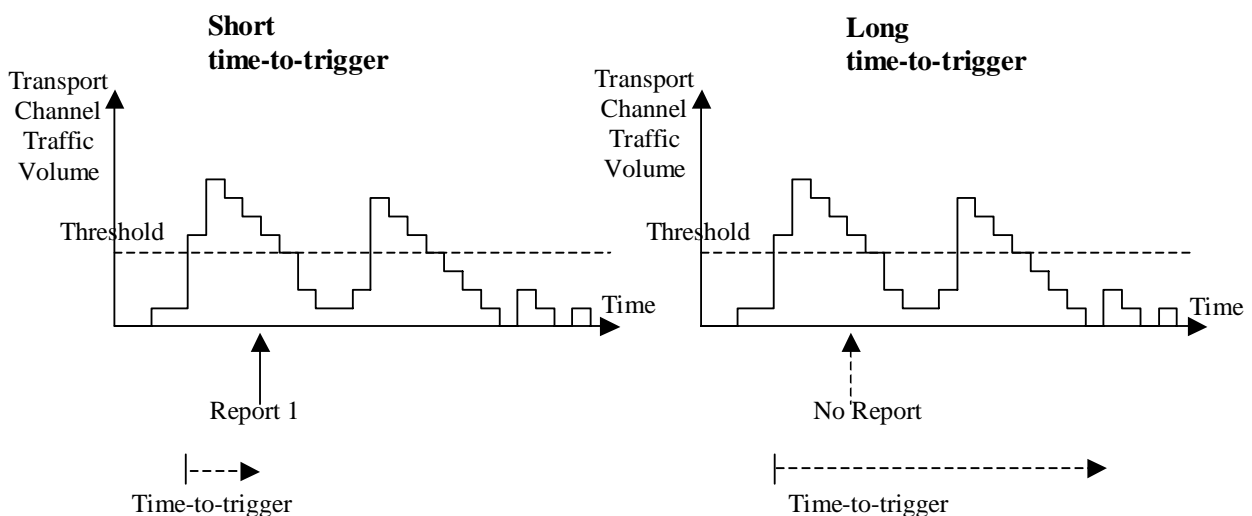 Short
time-to-trigger
Transport
Channel
Traffic
Volume
Threshold
Time
Report 1
Time-to-trigger
Long
time-to-trigger
Transport
Channel
Traffic
Volume
Threshold
Time
No Report
Time-to-trigger